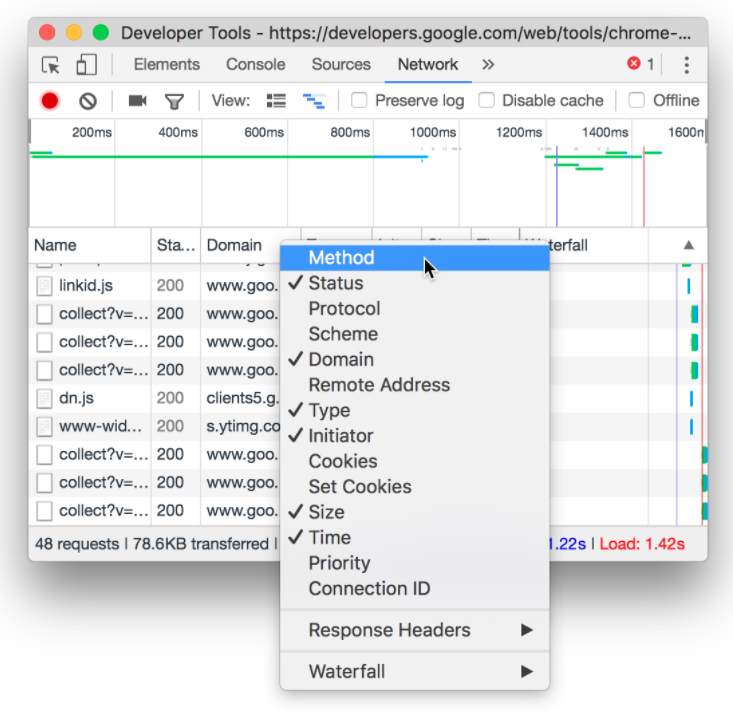 Developer Tools - https://developers.google.com/web/tools/chrome-...
Elements Console Sources Network » 1
View: Preserve log Disable cache Offline
200ms 400ms 600ms 800ms 1000ms 1200ms 1400ms
Name Sta... Domain
linkid.js 200 www.goo.
collect?v=... 200 www.goo.
collect?v=... 200 www.goo.
collect?v=... 200 www.goo.
dn.js 200 clients5.g.
www-wid... 200 s.ytimg.co
collect?v=... 200 www.goo.
collect?v=... 200 www.goo.
collect?v=... 200 www.goo.
48 requests | 78.6KB transferred | 1.22s | Load: 1.42s
Method
✓ Status
Protocol
Scheme
✓ Domain
Remote Address
✓ Type
✓ Initiator
Cookies
Set Cookies
✓ Size
✓ Time
Priority
Connection ID
Response Headers ▶
Waterfall ▶